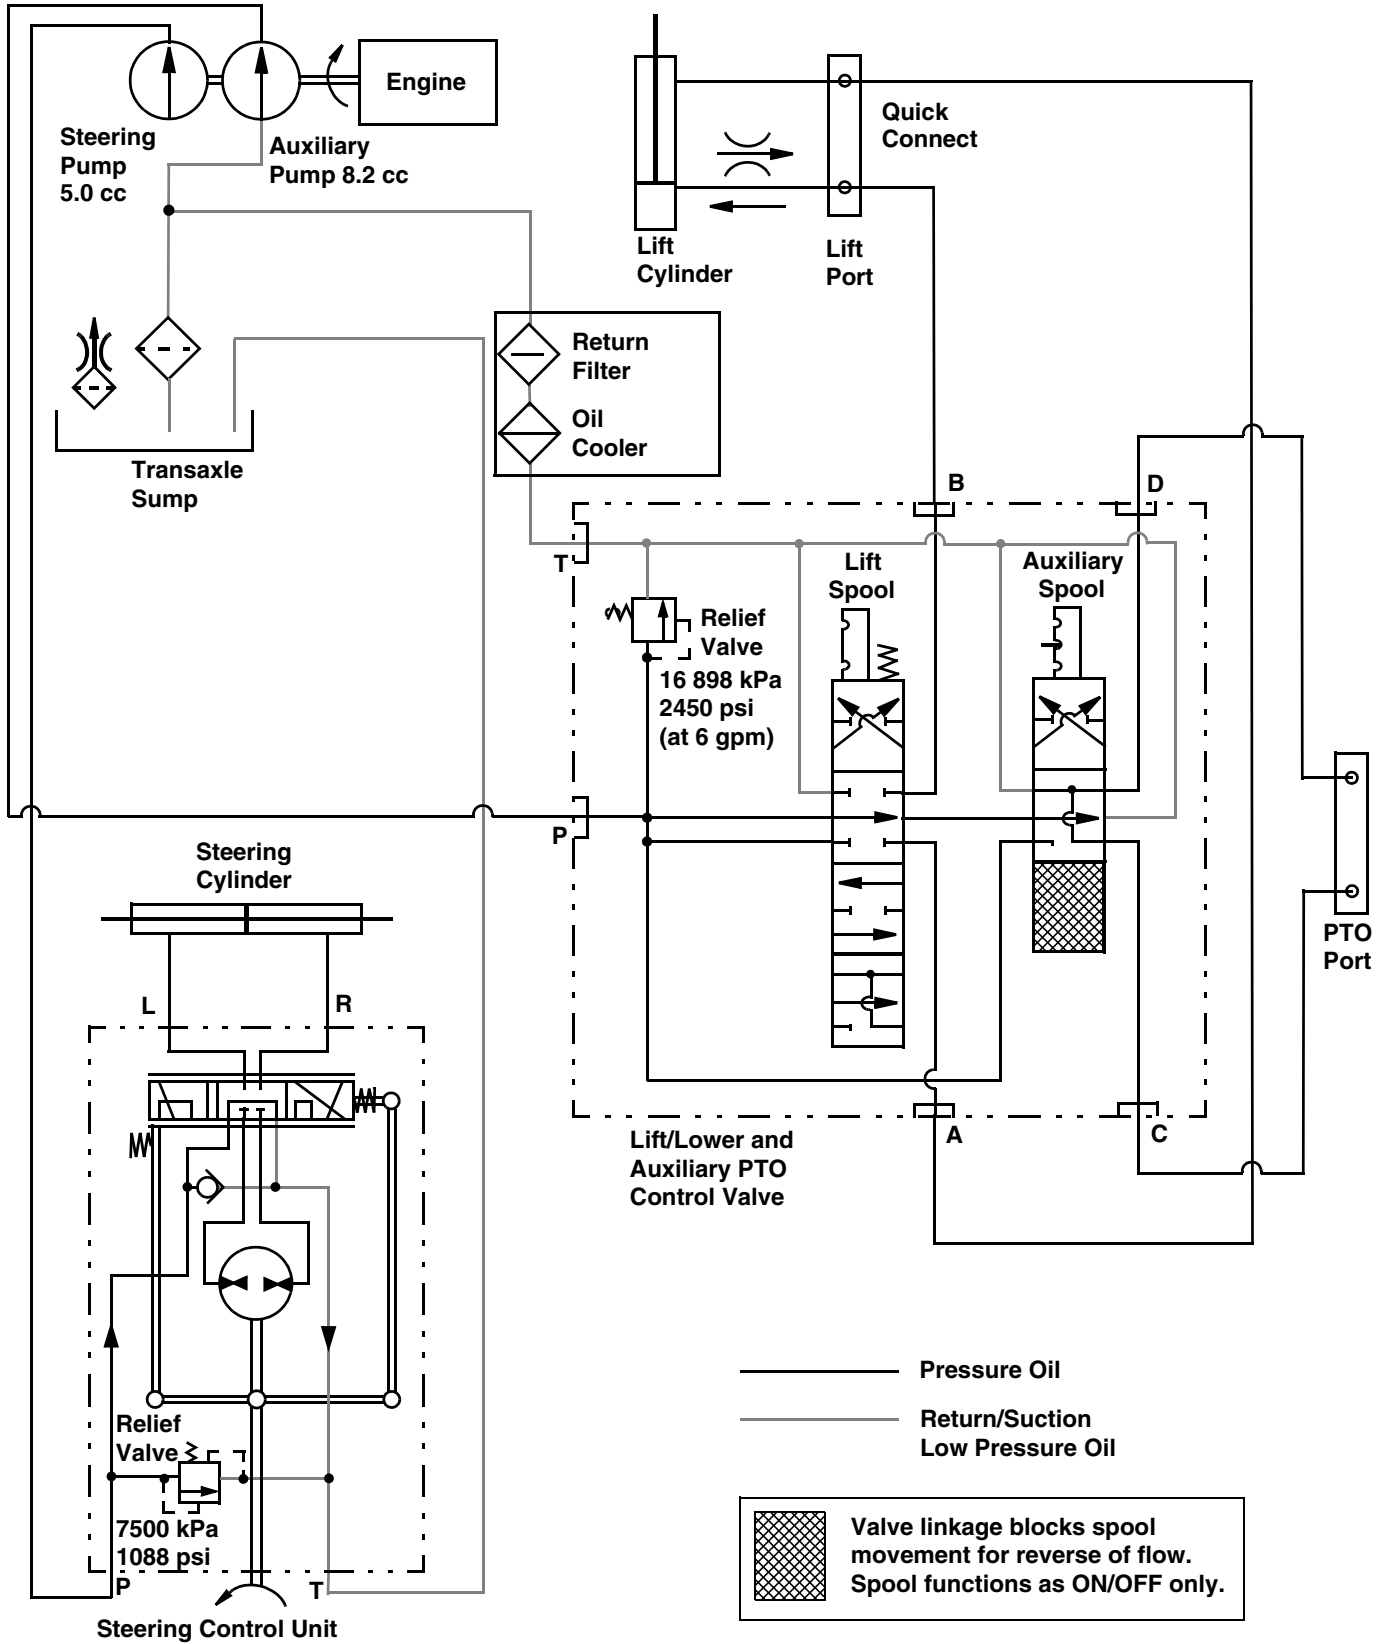 Engine
Steering
Pump
5.0 cc
Auxiliary
Pump 8.2 cc
Quick
Connect
Lift
Cylinder
Lift
Port
Return
Filter
Oil
Cooler
Transaxle
Sump
B
D
T
Lift
Spool
Auxiliary
Spool
Relief
Valve
16 898 kPa
2450 psi
(at 6 gpm)
P
Steering
Cylinder
PTO
Port
L
R
A
C
Lift/Lower and
Auxiliary PTO
Control Valve
Relief
Valve
7500 kPa
1088 psi
P
T
Steering Control Unit
Pressure Oil
Return/Suction
Low Pressure Oil
Valve linkage blocks spool
movement for reverse of flow.
Spool functions as ON/OFF only.